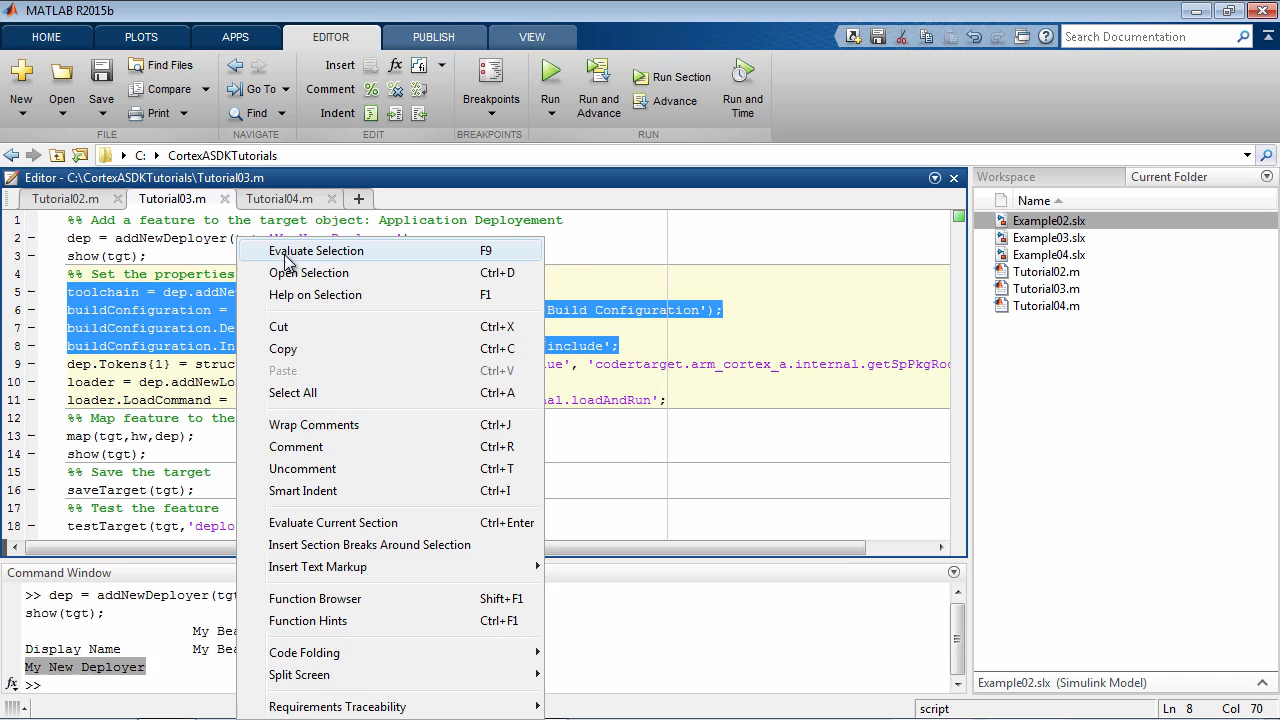 MATLAB R2015b
HOME PLOTS APPS EDITOR PUBLISH VIEW
Search Documentation
New Open Save Find Files Compare Print
Go To Find
Insert Comment Indent
Breakpoints
Run Run and Advance Run Section Advance Run and Time
FILE NAVIGATE EDIT BREAKPOINTS RUN
C: CortexASDKTutorials
Editor - C:\CortexASDKTutorials\Tutorial03.m
Tutorial02.m Tutorial03.m Tutorial04.m
1 %% Add a feature to the target object: Application Deployement
2 dep = addNewDeployer(
3 show(tgt);
4 %% Set the properties
5 toolchain = dep.addNe
6 buildConfiguration = Build Configuration');
7 buildConfiguration.De
8 buildConfiguration.In include';
9 dep.Tokens{1} = struc ue', 'codertarget.arm_cortex_a.internal.getSpPkgRoo
10 loader = dep.addNewLo
11 loader.LoadCommand = nal.loadAndRun';
12 %% Map feature to the
13 map(tgt,hw,dep);
14 show(tgt);
15 %% Save the target
16 saveTarget(tgt);
17 %% Test the feature
18 testTarget(tgt,'deplo
Evaluate Selection F9
Open Selection Ctrl+D
Help on Selection F1
Cut Ctrl+X
Copy Ctrl+C
Paste Ctrl+V
Select All Ctrl+A
Wrap Comments Ctrl+J
Comment Ctrl+R
Uncomment Ctrl+T
Smart Indent Ctrl+I
Evaluate Current Section Ctrl+Enter
Insert Section Breaks Around Selection
Insert Text Markup
Function Browser Shift+F1
Function Hints Ctrl+F1
Code Folding
Split Screen
Requirements Traceability
Command Window
>> dep = addNewDeployer(tgt
show(tgt);
My Bea
Display Name My Bea
My New Deployer
>>
Workspace Current Folder
Name
Example02.slx
Example03.slx
Example04.slx
Tutorial02.m
Tutorial03.m
Tutorial04.m
Example02.slx (Simulink Model)
script Ln 8 Col 70